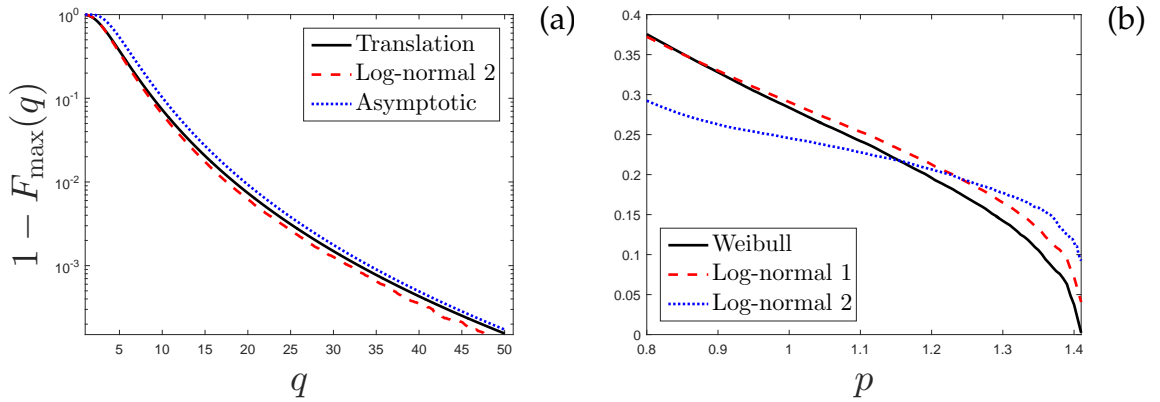 (a)
1 − F_max(q)
10^0
10^-1
10^-2
10^-3
Translation
Log-normal 2
Asymptotic
5 10 15 20 25 30 35 40 45 50
q
(b)
0.4
0.35
0.3
0.25
0.2
0.15
0.1
0.05
0
Weibull
Log-normal 1
Log-normal 2
0.8 0.9 1 1.1 1.2 1.3 1.4
p